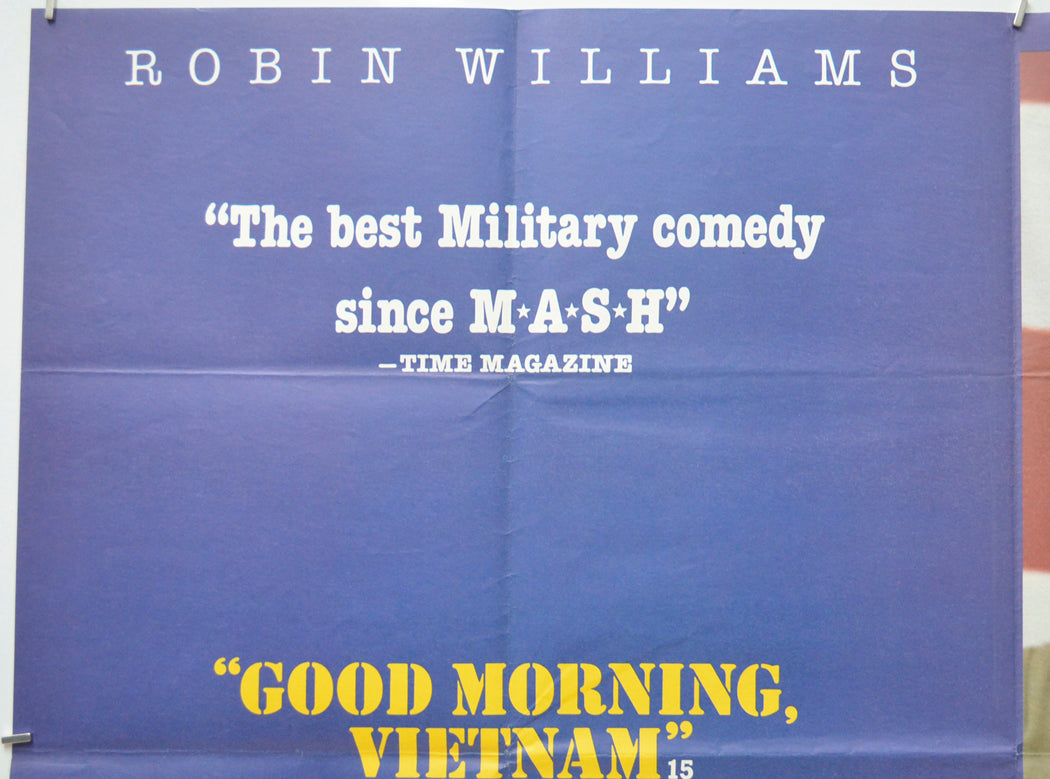 ROBIN WILLIAMS
“The best Military comedy
since M★A★S★H”
—TIME MAGAZINE
“GOOD MORNING,
VIETNAM” 15